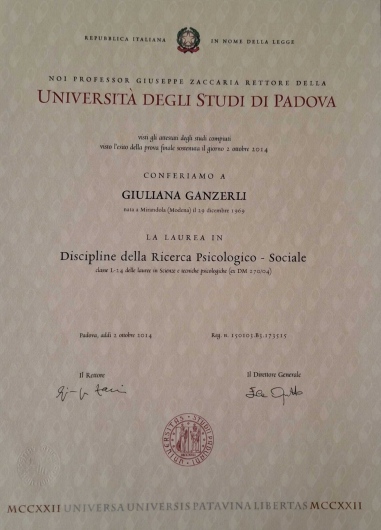 REPUBBLICA ITALIANA IN NOME DELLA LEGGE
NOI PROFESSOR GIUSEPPE ZACCARIA RETTORE DELLA
UNIVERSITÀ DEGLI STUDI DI PADOVA
visti gli attestati degli studi compiuti
visto l'esito della prova finale sostenuta il giorno 2 ottobre 2014
CONFERIAMO A
GIULIANA GANZERLI
nata a Mirandola (Modena) il 29 dicembre 1969
LA LAUREA IN
Discipline della Ricerca Psicologico - Sociale
classe L-24 delle lauree in Scienze e tecniche psicologiche (ex DM 270/04)
Padova, addì 2 ottobre 2014 Reg. n. 150103.B5.173515
Il Rettore Il Direttore Generale
MCCXXII UNIVERSA UNIVERSIS PATAVINA LIBERTAS MCCXXII